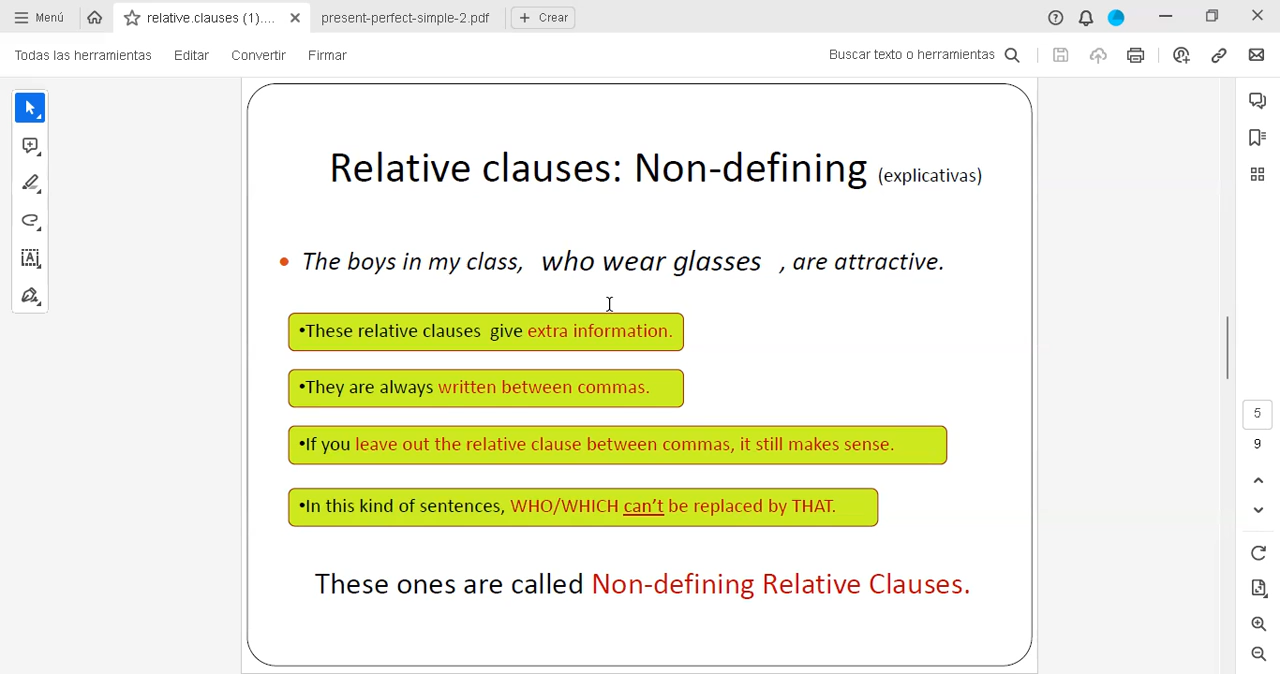 Menú
relative.clauses (1)....
present-perfect-simple-2.pdf
+ Crear
Todas las herramientas
Editar
Convertir
Firmar
Buscar texto o herramientas
Relative clauses: Non-defining (explicativas)
• The boys in my class, who wear glasses , are attractive.
•These relative clauses give extra information.
•They are always written between commas.
•If you leave out the relative clause between commas, it still makes sense.
•In this kind of sentences, WHO/WHICH can't be replaced by THAT.
These ones are called Non-defining Relative Clauses.
5
9